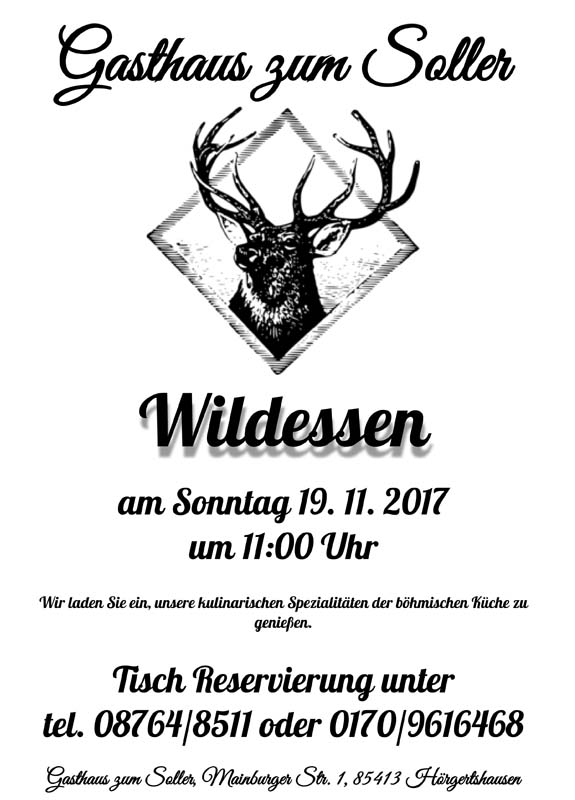 Gasthaus zum Soller
Wildessen
am Sonntag 19. 11. 2017
um 11:00 Uhr
Wir laden Sie ein, unsere kulinarischen Spezialitäten der böhmischen Küche zu
genießen.
Tisch Reservierung unter
tel. 08764/8511 oder 0170/9616468
Gasthaus zum Soller, Mainburger Str. 1, 85413 Hörgertshausen